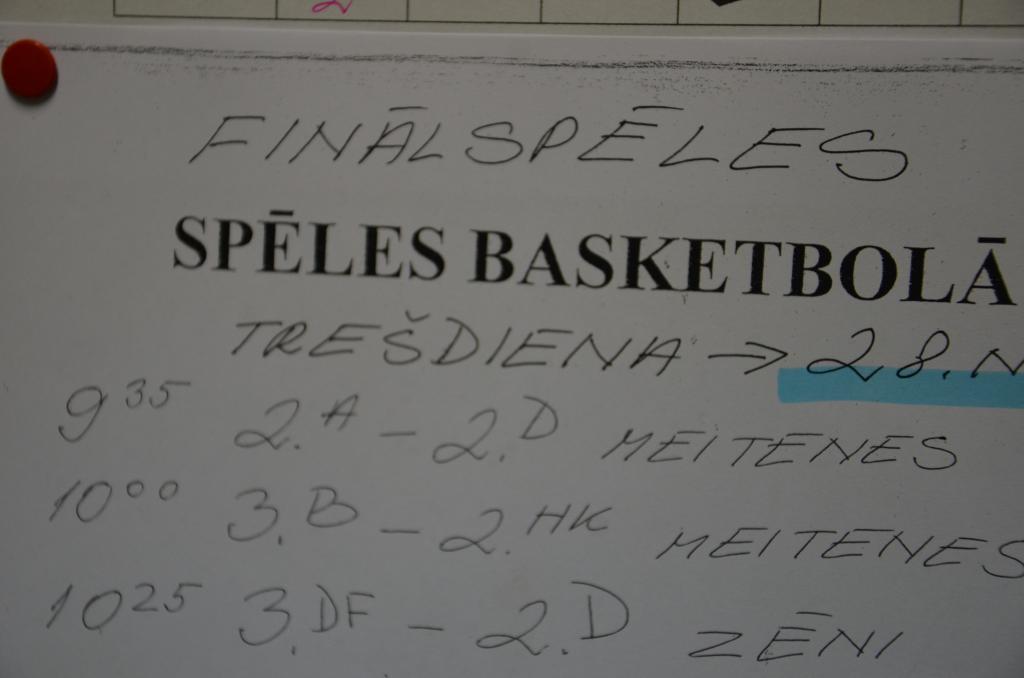 2
FINĀLSPĒLES
SPĒLES BASKETBOLĀ
TREŠDIENA → 28.N
9³⁵ 2.A – 2.D MEITENES
10⁰⁰ 3.B – 2.HK MEITENES
10²⁵ 3.DF – 2.D ZĒNI